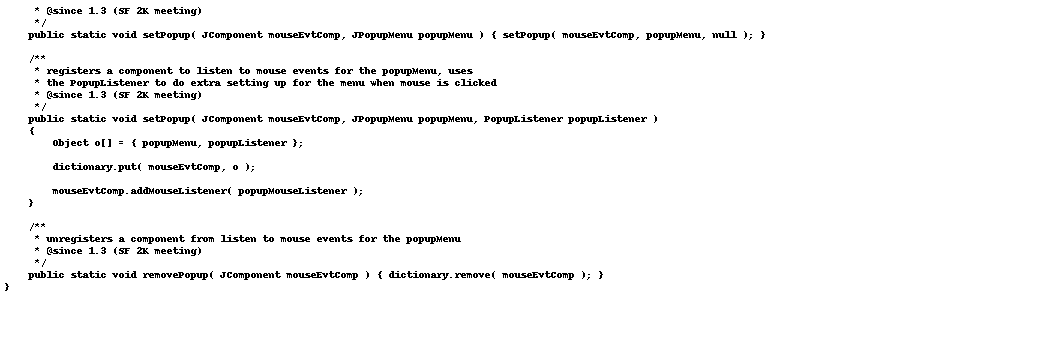 * @since 1.3 (SF 2K meeting)
     */
    public static void setPopup( JComponent mouseEvtComp, JPopupMenu popupMenu ) { setPopup( mouseEvtComp, popupMenu, null ); }

    /**
     * registers a component to listen to mouse events for the popupMenu, uses
     * the PopupListener to do extra setting up for the menu when mouse is clicked
     * @since 1.3 (SF 2K meeting)
     */
    public static void setPopup( JComponent mouseEvtComp, JPopupMenu popupMenu, PopupListener popupListener )
    {
        Object o[] = { popupMenu, popupListener };

        dictionary.put( mouseEvtComp, o );

        mouseEvtComp.addMouseListener( popupMouseListener );
    }

    /**
     * unregisters a component from listen to mouse events for the popupMenu
     * @since 1.3 (SF 2K meeting)
     */
    public static void removePopup( JComponent mouseEvtComp ) { dictionary.remove( mouseEvtComp ); }
}